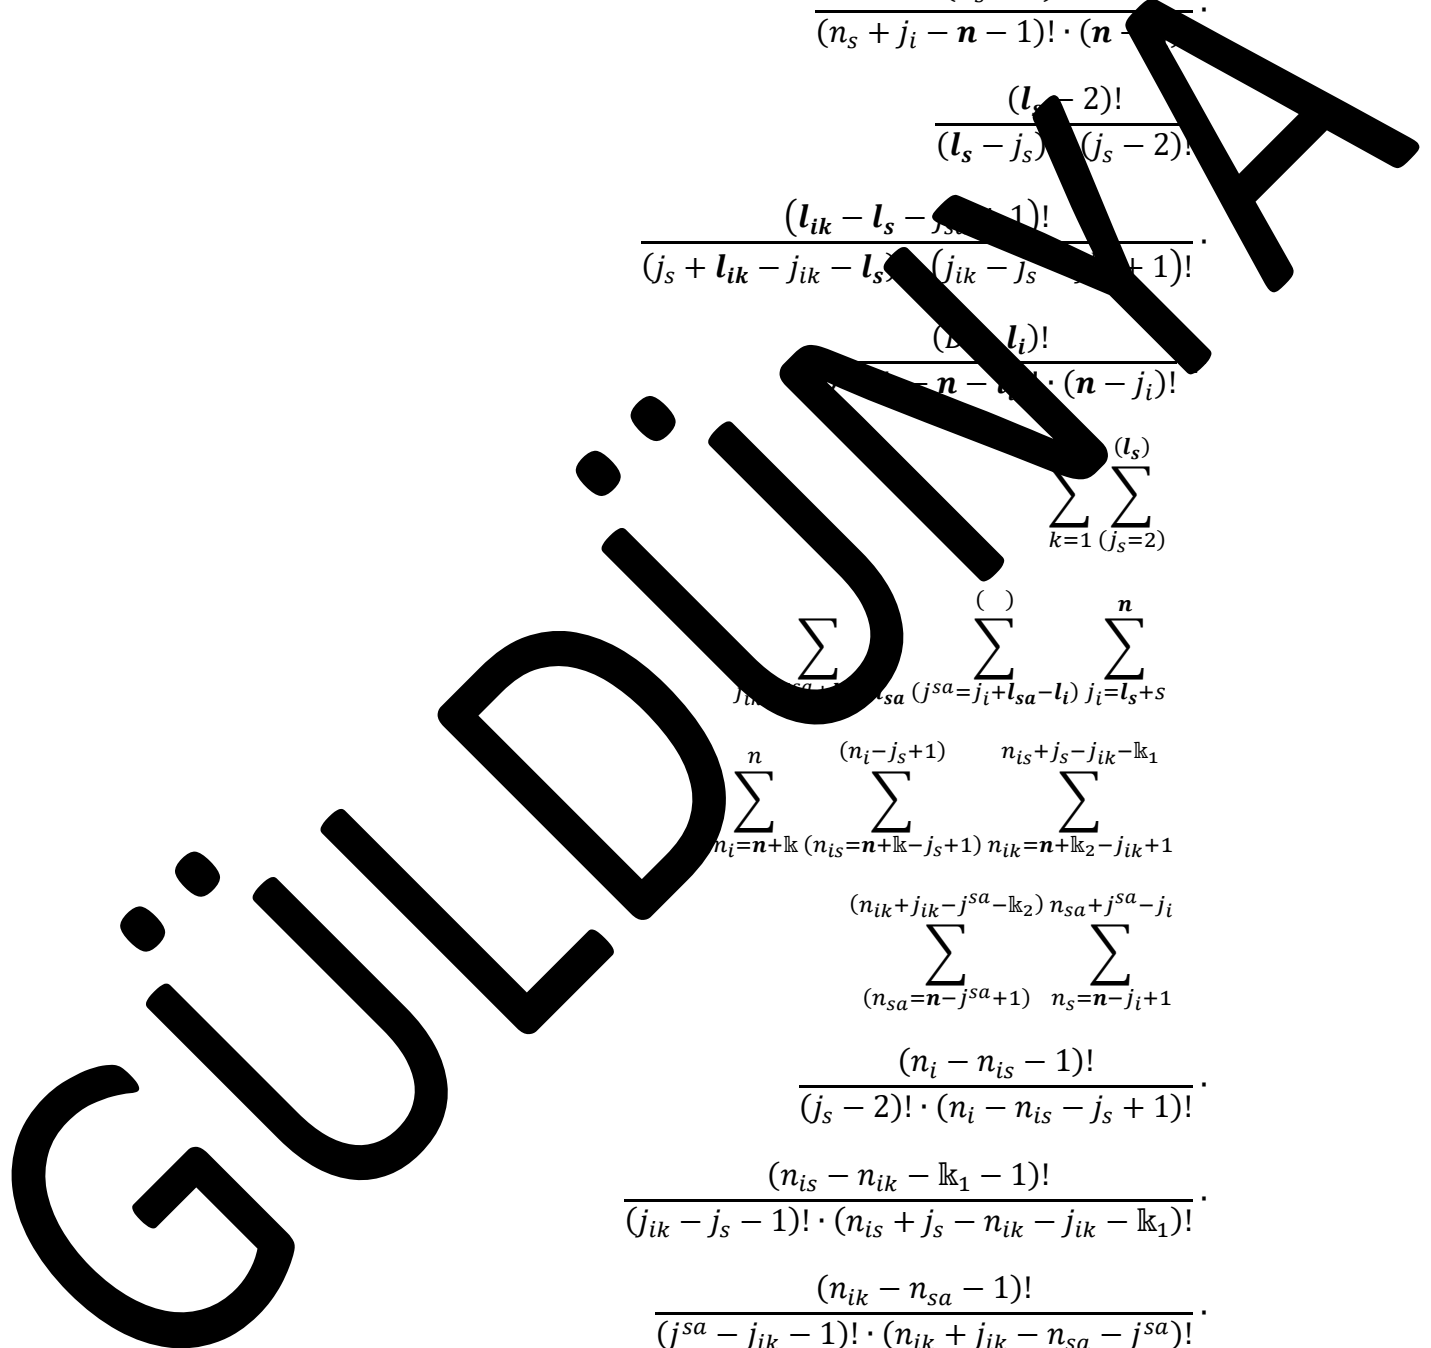 (n_s + j_i − n − 1)! · (n
(l_s − 2)!
(l_s − j_s) (j_s − 2)!
(l_ik − l_s − 1)!
(j_s + l_ik − j_ik − l_s) (j_ik − j_s + 1)! ·
l_i)!
− n − · (n − j_i)!
(l_s)
∑ ∑
k=1 (j_s=2)
( ) n
∑ ∑ ∑
(j^sa=j_i+l_sa−l_i) j_i=l_s+s
n (n_i−j_s+1) n_is+j_s−j_ik−𝕜_1
∑ ∑ ∑
n_i=n+𝕜 (n_is=n+𝕜−j_s+1) n_ik=n+𝕜_2−j_ik+1
(n_ik+j_ik−j^sa−𝕜_2) n_sa+j^sa−j_i
∑ ∑
(n_sa=n−j^sa+1) n_s=n−j_i+1
(n_i − n_is − 1)!
(j_s − 2)! · (n_i − n_is − j_s + 1)! ·
(n_is − n_ik − 𝕜_1 − 1)!
(j_ik − j_s − 1)! · (n_is + j_s − n_ik − j_ik − 𝕜_1)! ·
(n_ik − n_sa − 1)!
(j^sa − j_ik − 1)! · (n_ik + j_ik − n_sa − j^sa)! ·
GÜLDÜNYA